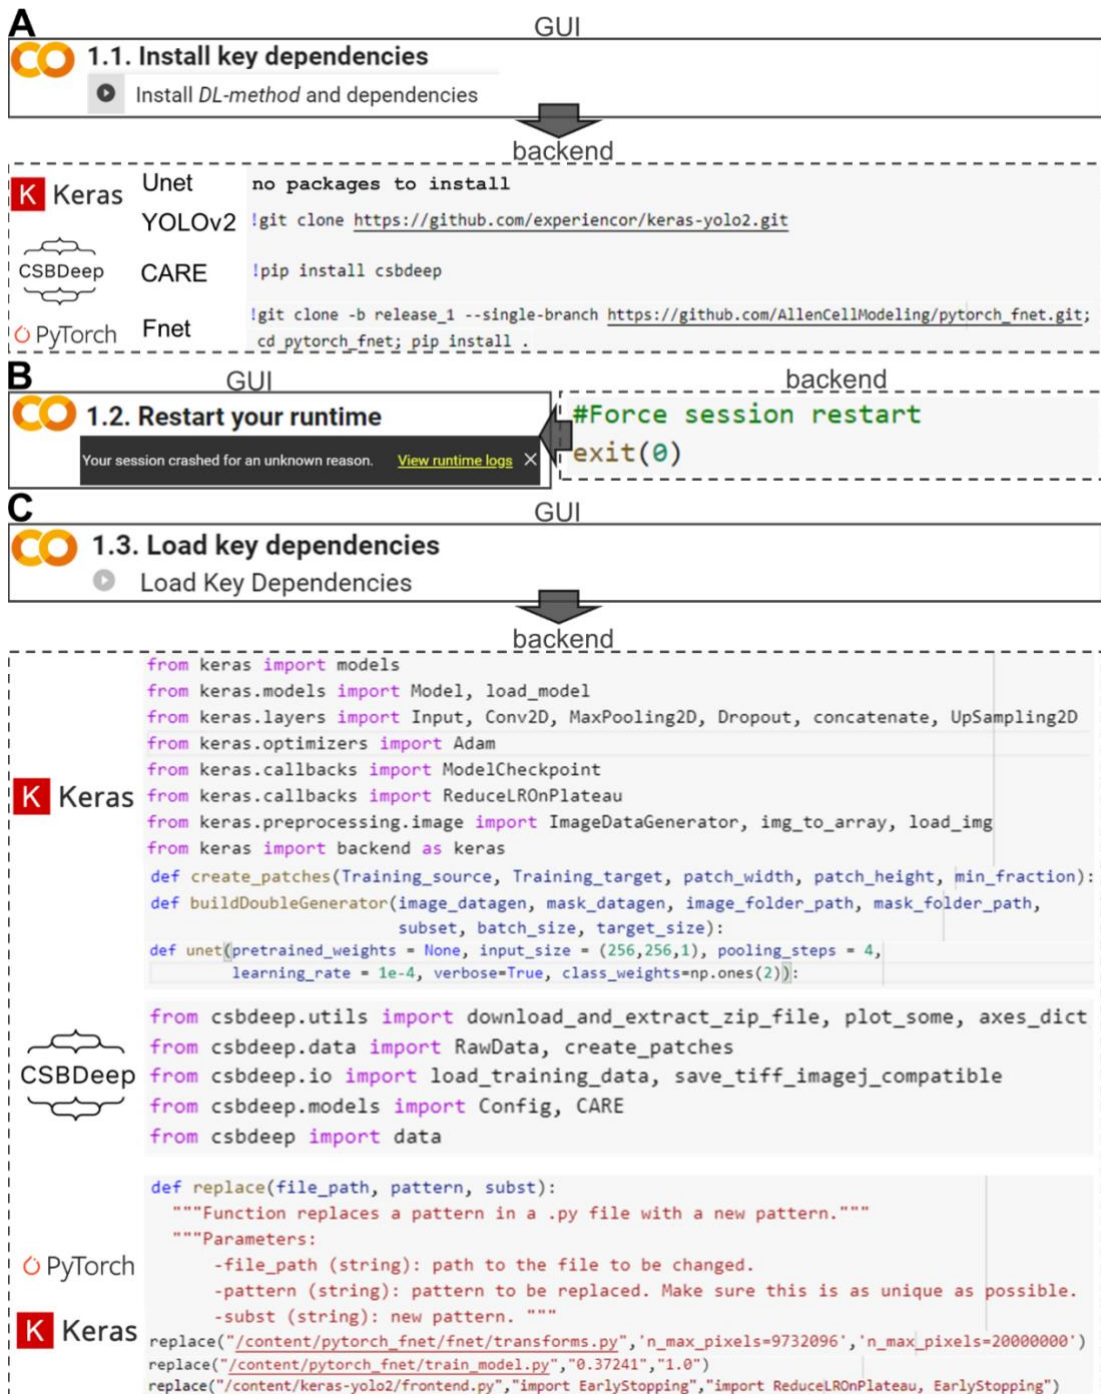 A
GUI
1.1. Install key dependencies
Install DL-method and dependencies
backend
K Keras
Unet
no packages to install
YOLOv2
!git clone https://github.com/experiencor/keras-yolo2.git
CSBDeep
CARE
!pip install csbdeep
PyTorch
Fnet
!git clone -b release_1 --single-branch https://github.com/AllenCellModeling/pytorch_fnet.git;
cd pytorch_fnet; pip install .
B
GUI
1.2. Restart your runtime
Your session crashed for an unknown reason. View runtime logs ×
backend
#Force session restart
exit(0)
C
GUI
1.3. Load key dependencies
Load Key Dependencies
backend
K Keras
from keras import models
from keras.models import Model, load_model
from keras.layers import Input, Conv2D, MaxPooling2D, Dropout, concatenate, UpSampling2D
from keras.optimizers import Adam
from keras.callbacks import ModelCheckpoint
from keras.callbacks import ReduceLROnPlateau
from keras.preprocessing.image import ImageDataGenerator, img_to_array, load_img
from keras import backend as keras
def create_patches(Training_source, Training_target, patch_width, patch_height, min_fraction):
def buildDoubleGenerator(image_datagen, mask_datagen, image_folder_path, mask_folder_path,
subset, batch_size, target_size):
def unet(pretrained_weights = None, input_size = (256,256,1), pooling_steps = 4,
learning_rate = 1e-4, verbose=True, class_weights=np.ones(2)):
CSBDeep
from csbdeep.utils import download_and_extract_zip_file, plot_some, axes_dict
from csbdeep.data import RawData, create_patches
from csbdeep.io import load_training_data, save_tiff_imagej_compatible
from csbdeep.models import Config, CARE
from csbdeep import data
PyTorch
K Keras
def replace(file_path, pattern, subst):
"""Function replaces a pattern in a .py file with a new pattern."""
"""Parameters:
-file_path (string): path to the file to be changed.
-pattern (string): pattern to be replaced. Make sure this is as unique as possible.
-subst (string): new pattern. """
replace("/content/pytorch_fnet/fnet/transforms.py",'n_max_pixels=9732096','n_max_pixels=20000000')
replace("/content/pytorch_fnet/train_model.py","0.37241","1.0")
replace("/content/keras-yolo2/frontend.py","import EarlyStopping","import ReduceLROnPlateau, EarlyStopping")